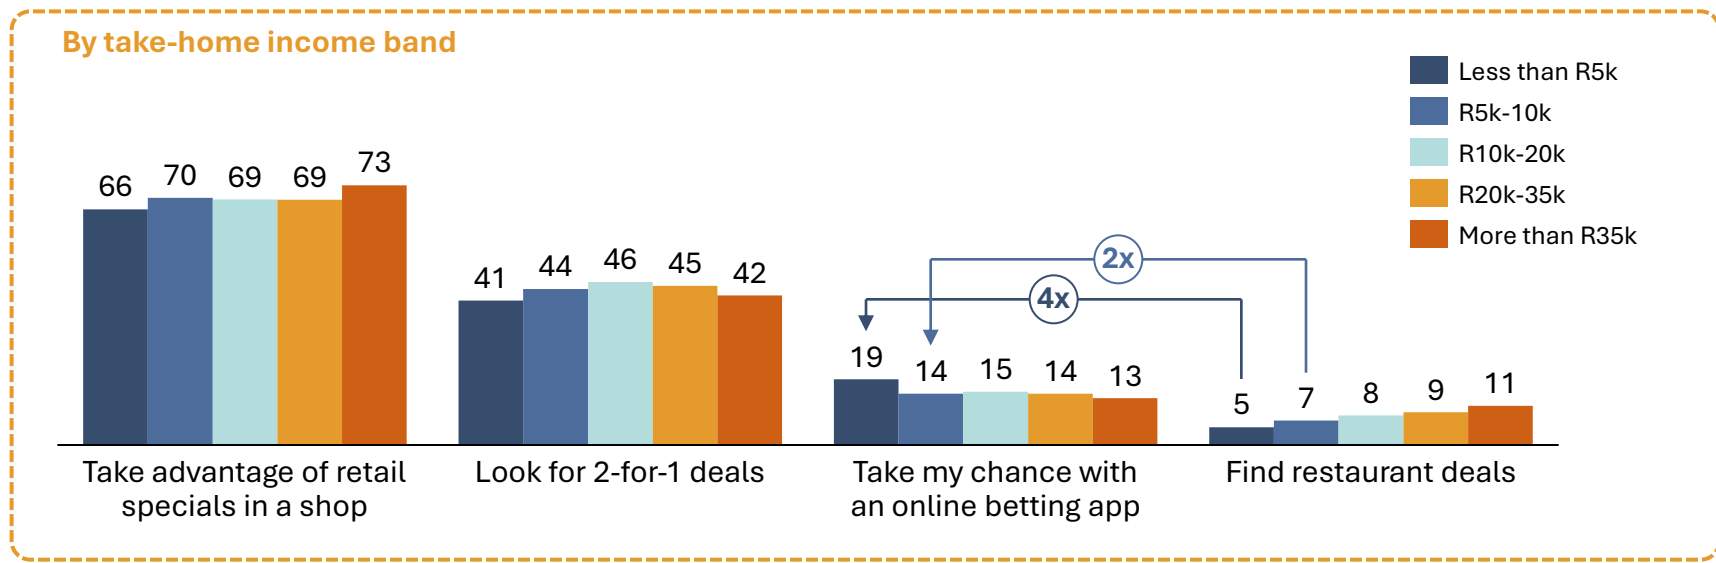 By take-home income band
Less than R5k
R5k-10k
R10k-20k
R20k-35k
More than R35k
66 70 69 69 73
41 44 46 45 42
2x
4x
19 14 15 14 13
5 7 8 9 11
Take advantage of retail
specials in a shop
Look for 2-for-1 deals
Take my chance with
an online betting app
Find restaurant deals